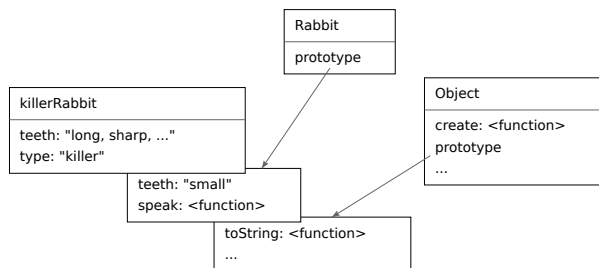 Rabbit
prototype
killerRabbit
teeth: "long, sharp, ..."
type: "killer"
Object
create: <function>
prototype
...
teeth: "small"
speak: <function>
toString: <function>
...